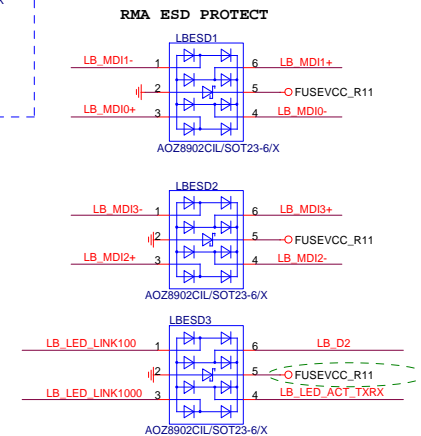 RMA ESD PROTECT
LBESD1
LB_MDI1- 1 6 LB_MDI1+
2 5 FUSEVCC_R11
LB_MDI0+ 3 4 LB_MDI0-
AOZ8902CIL/SOT23-6/X
LBESD2
LB_MDI3- 1 6 LB_MDI3+
2 5 FUSEVCC_R11
LB_MDI2+ 3 4 LB_MDI2-
AOZ8902CIL/SOT23-6/X
LBESD3
LB_LED_LINK100 1 6 LB_D2
2 5 FUSEVCC_R11
LB_LED_LINK1000 3 4 LB_LED_ACT_TXRX
AOZ8902CIL/SOT23-6/X